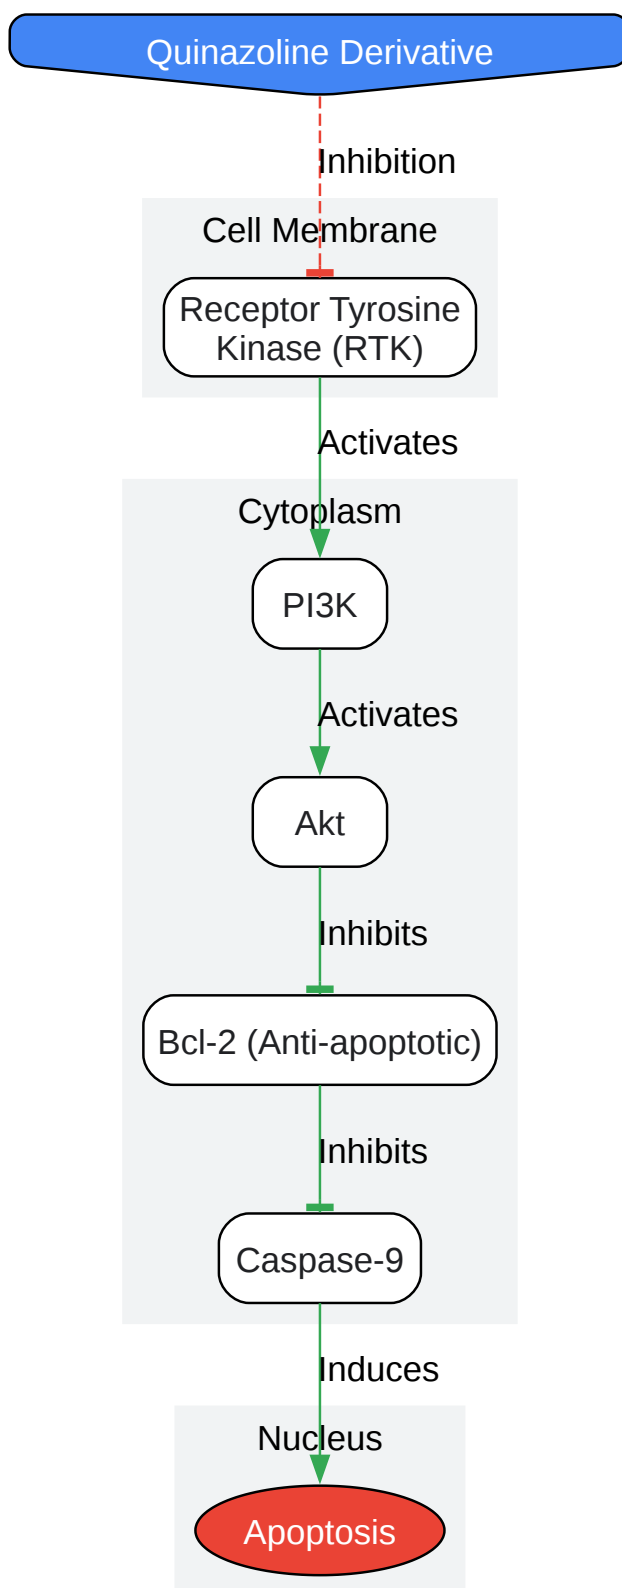 Quinazoline Derivative
Inhibition
Cell Membrane
Receptor Tyrosine
Kinase (RTK)
Activates
Cytoplasm
PI3K
Activates
Akt
Inhibits
Bcl-2 (Anti-apoptotic)
Inhibits
Caspase-9
Induces
Nucleus
Apoptosis